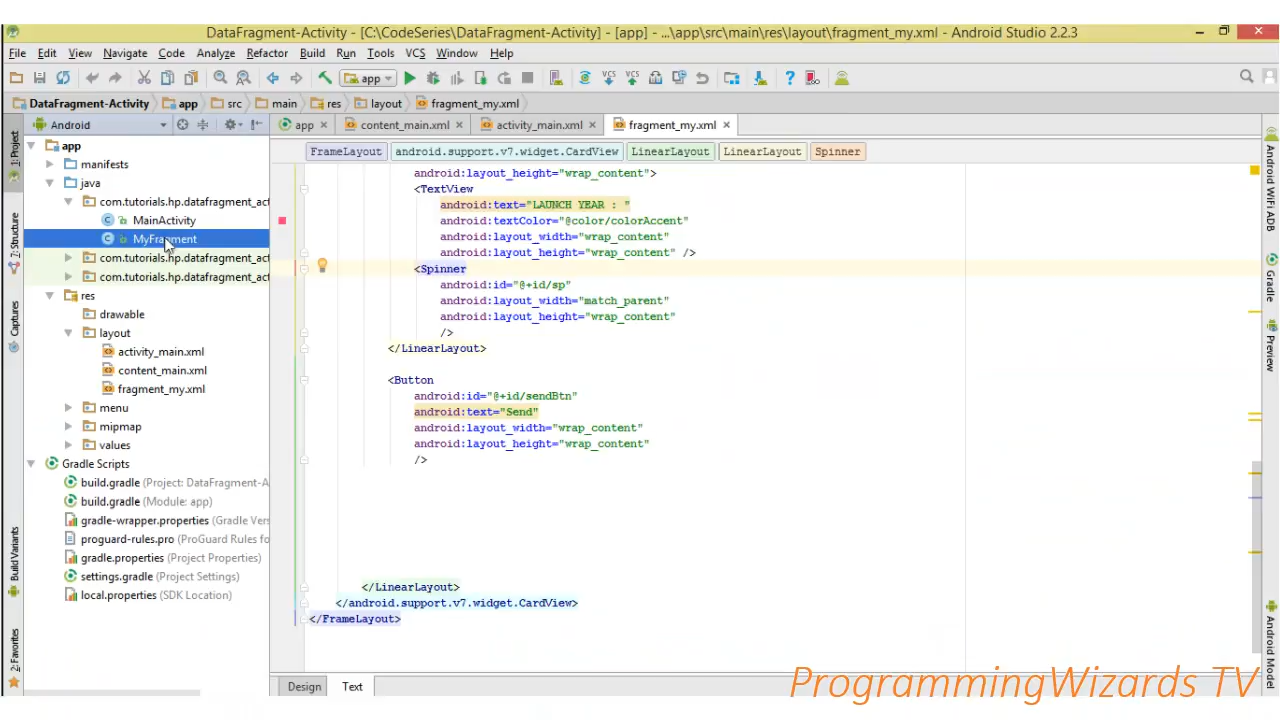 DataFragment-Activity - [C:\CodeSeries\DataFragment-Activity] - [app] - ...\app\src\main\res\layout\fragment_my.xml - Android Studio 2.2.3
File Edit View Navigate Code Analyze Refactor Build Run Tools VCS Window Help
app
DataFragment-Activity app src main res layout fragment_my.xml
Android
app content_main.xml activity_main.xml fragment_my.xml
FrameLayout android.support.v7.widget.CardView LinearLayout LinearLayout Spinner
1: Project
Z: Structure
Captures
Build Variants
2: Favorites
app
manifests
java
com.tutorials.hp.datafragment_act
MainActivity
MyFragment
com.tutorials.hp.datafragment_act
com.tutorials.hp.datafragment_act
res
drawable
layout
activity_main.xml
content_main.xml
fragment_my.xml
menu
mipmap
values
Gradle Scripts
build.gradle (Project: DataFragment-A
build.gradle (Module: app)
gradle-wrapper.properties (Gradle Vers
proguard-rules.pro (ProGuard Rules fo
gradle.properties (Project Properties)
settings.gradle (Project Settings)
local.properties (SDK Location)
android:layout_height="wrap_content">
<TextView
android:text="LAUNCH YEAR : "
android:textColor="@color/colorAccent"
android:layout_width="wrap_content"
android:layout_height="wrap_content" />
<Spinner
android:id="@+id/sp"
android:layout_width="match_parent"
android:layout_height="wrap_content"
/>
</LinearLayout>
<Button
android:id="@+id/sendBtn"
android:text="Send"
android:layout_width="wrap_content"
android:layout_height="wrap_content"
/>
</LinearLayout>
</android.support.v7.widget.CardView>
</FrameLayout>
Design Text
Android WIFI ADB
Gradle
Preview
Android Model
ProgrammingWizards TV